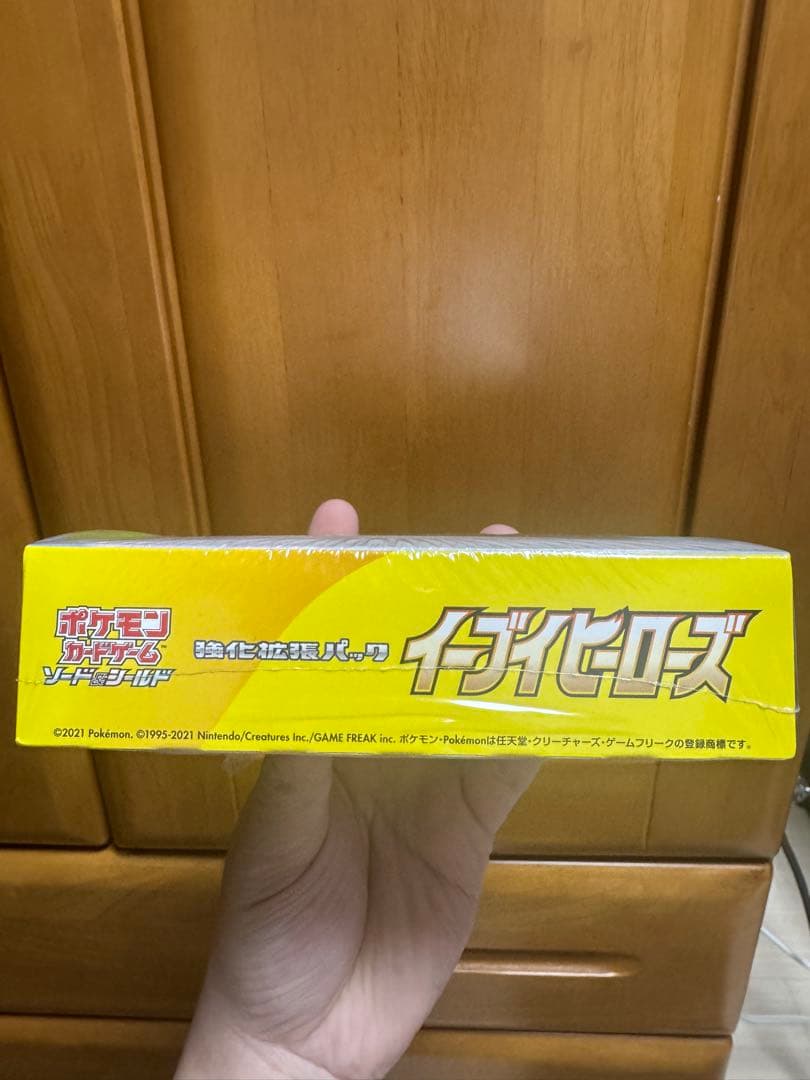 ポケモン
カードゲーム™
ソード&シールド
強化拡張パック
イーブイヒーローズ
©2021 Pokémon. ©1995-2021 Nintendo/Creatures Inc./GAME FREAK inc. ポケモン・Pokémonは任天堂・クリーチャーズ・ゲームフリークの登録商標です。